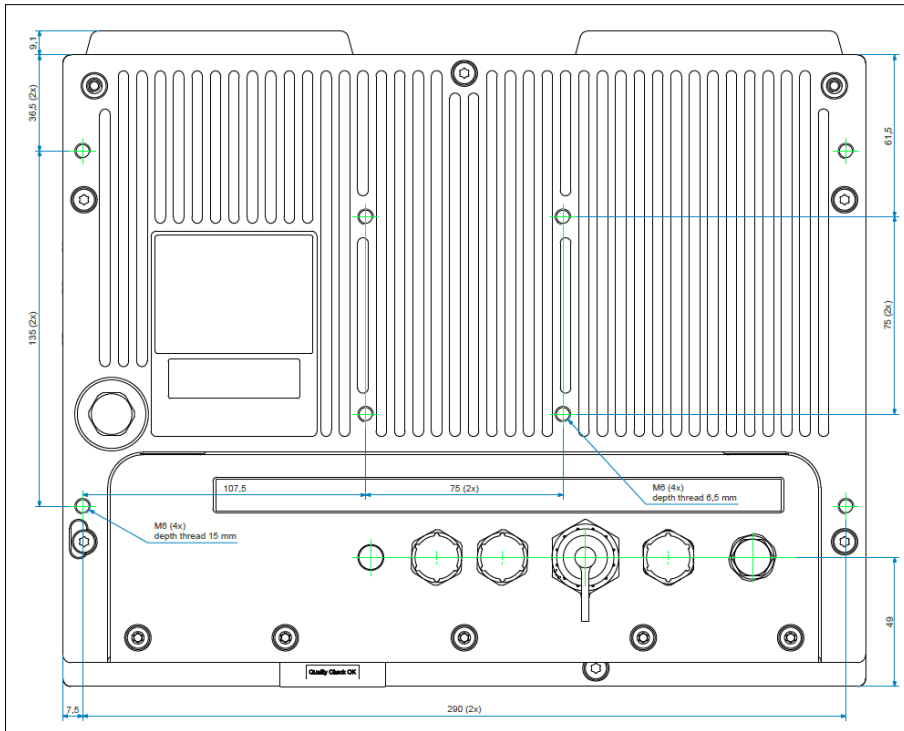 9,1
36,5 (2x)
61,5
135 (2x)
75 (2x)
107,5
75 (2x)
M6 (4x)
depth thread 6,5 mm
M6 (4x)
depth thread 15 mm
49
Quality Check OK
7,5
290 (2x)